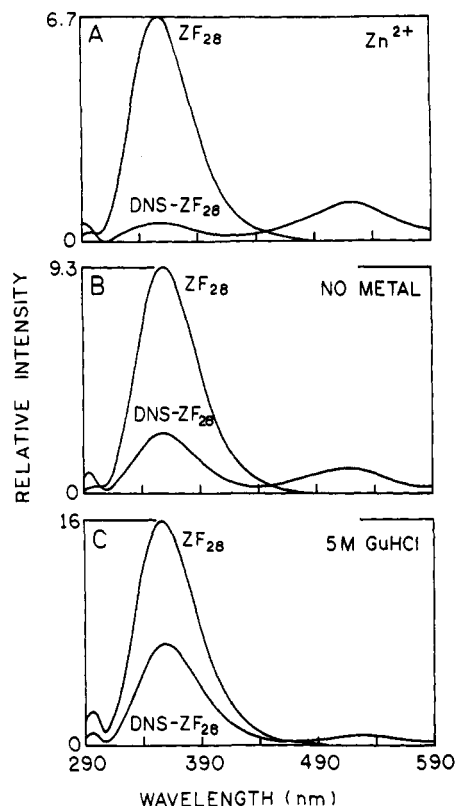 RELATIVE INTENSITY
6.7
A
ZF₂₈
Zn²⁺
DNS-ZF₂₈
0
9.3
B
ZF₂₈
NO METAL
DNS-ZF₂₈
0
16
C
ZF₂₈
5M GuHCl
DNS-ZF₂₈
0
290 390 490 590
WAVELENGTH (nm)